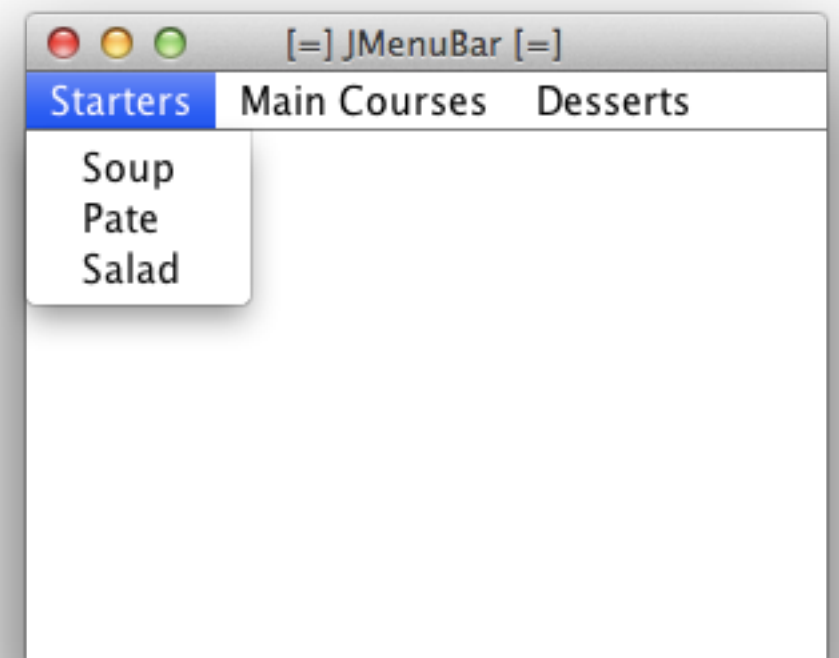 [=] JMenuBar [=]
Starters Main Courses Desserts
Soup
Pate
Salad